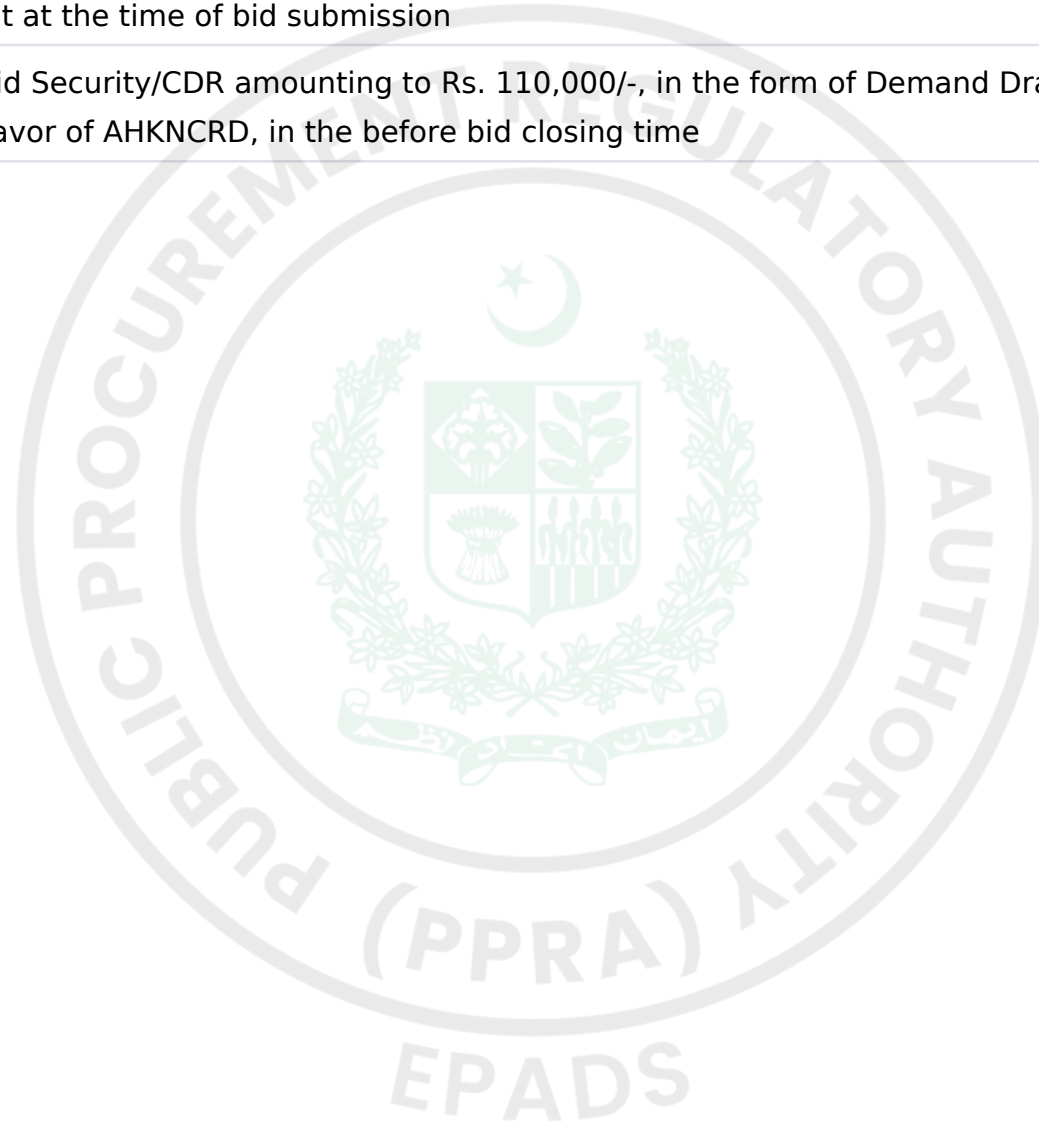 t at the time of bid submission
id Security/CDR amounting to Rs. 110,000/-, in the form of Demand Dra
avor of AHKNCRD, in the before bid closing time
PUBLIC PROCUREMENT REGULATORY AUTHORITY
(PPRA)
EPADS